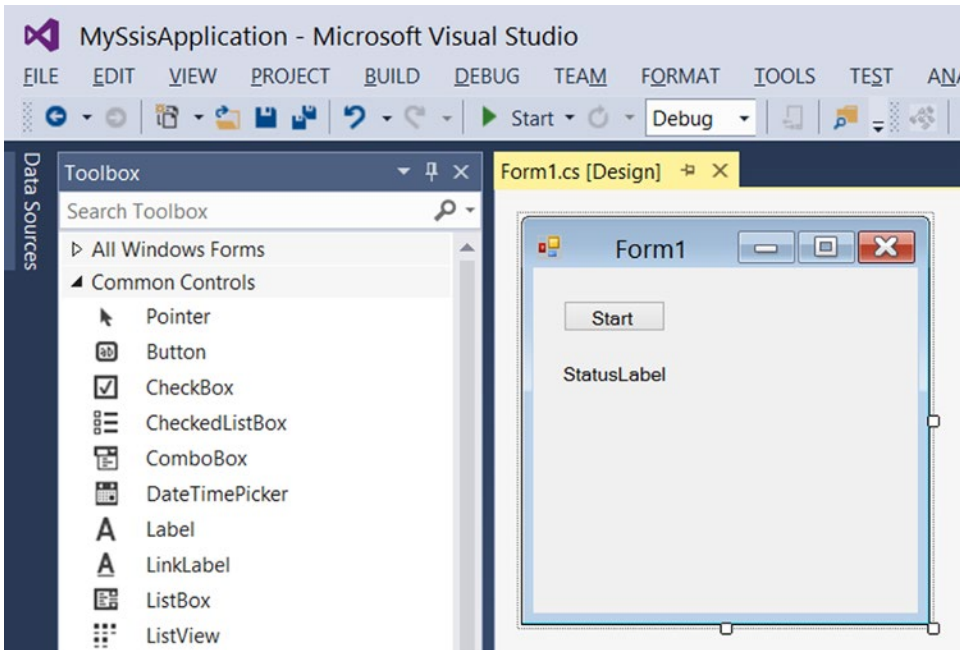 MySsisApplication - Microsoft Visual Studio
FILE EDIT VIEW PROJECT BUILD DEBUG TEAM FORMAT TOOLS TEST ANA
Start Debug
Data Sources
Toolbox
Form1.cs [Design]
Search Toolbox
All Windows Forms
Common Controls
Pointer
Button
CheckBox
CheckedListBox
ComboBox
DateTimePicker
Label
LinkLabel
ListBox
ListView
Form1
Start
StatusLabel